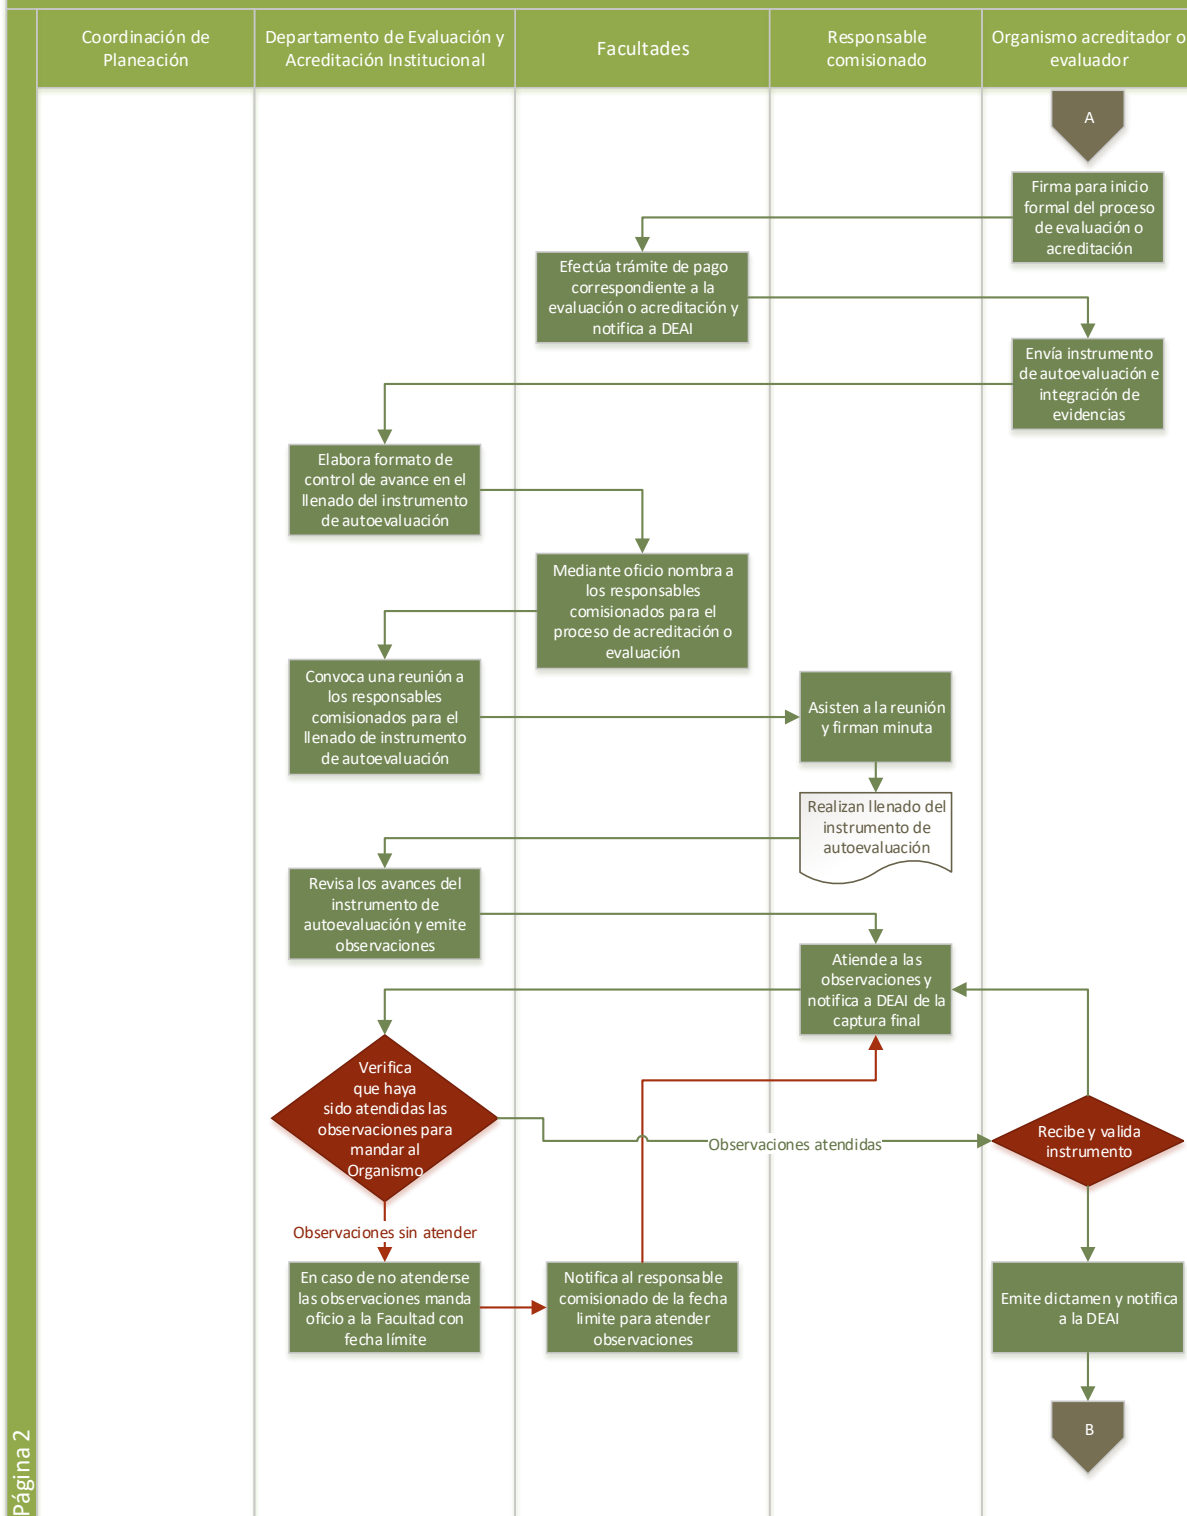 Coordinación de
Planeación
Departamento de Evaluación y
Acreditación Institucional
Facultades
Responsable
comisionado
Organismo acreditador o
evaluador
A
Firma para inicio
formal del proceso
de evaluación o
acreditación
Efectúa trámite de pago
correspondiente a la
evaluación o acreditación y
notifica a DEAI
Envía instrumento
de autoevaluación e
integración de
evidencias
Elabora formato de
control de avance en el
llenado del instrumento
de autoevaluación
Mediante oficio nombra a
los responsables
comisionados para el
proceso de acreditación o
evaluación
Convoca una reunión a
los responsables
comisionados para el
llenado de instrumento
de autoevaluación
Asisten a la reunión
y firman minuta
Realizan llenado del
instrumento de
autoevaluación
Revisa los avances del
instrumento de
autoevaluación y emite
observaciones
Atiende a las
observaciones y
notifica a DEAI de la
captura final
Verifica
que haya
sido atendidas las
observaciones para
mandar al
Organismo
Observaciones atendidas
Recibe y valida
instrumento
Observaciones sin atender
En caso de no atenderse
las observaciones manda
oficio a la Facultad con
fecha límite
Notifica al responsable
comisionado de la fecha
limite para atender
observaciones
Emite dictamen y notifica
a la DEAI
B
Página 2